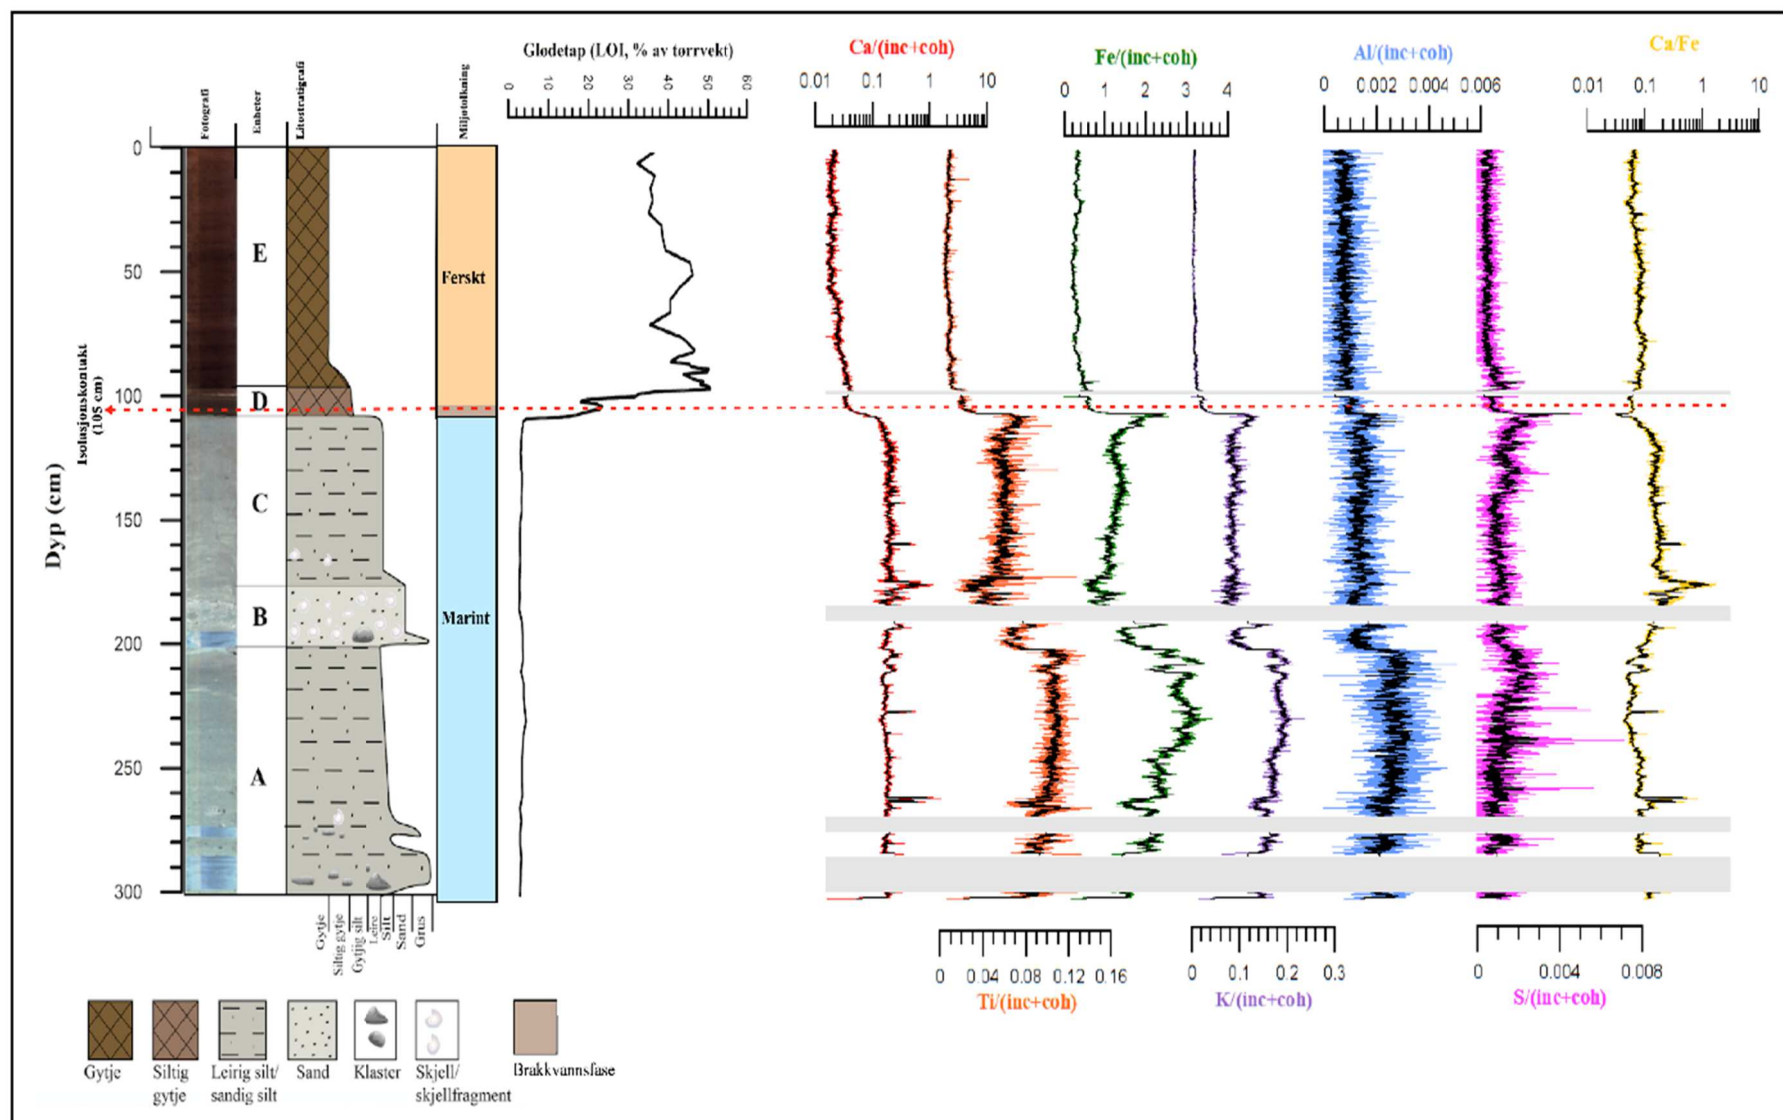 Glødetap (LOI, % av tørrvekt)
0 10 20 30 40 50 60
Ca/(inc+coh)
0.01 0.1 1 10
Fe/(inc+coh)
0 1 2 3 4
Al/(inc+coh)
0 0.002 0.004 0.006
Ca/Fe
0.01 0.1 1 10
Fotografi
Enheter
Litostratigrafi
Miljøtolkning
0
50
100
150
200
250
300
Dyp (cm)
Isolasjonskontakt
(105 cm)
E
D
C
B
A
Ferskt
Marint
Gytje
Siltig gytje
Gytjig silt
Leire
Silt
Sand
Grus
0 0.04 0.08 0.12 0.16
Ti/(inc+coh)
0 0.1 0.2 0.3
K/(inc+coh)
0 0.004 0.008
S/(inc+coh)
Gytje
Siltig
gytje
Leirig silt/
sandig silt
Sand
Klaster
Skjell/
skjellfragment
Brakkvannsfase